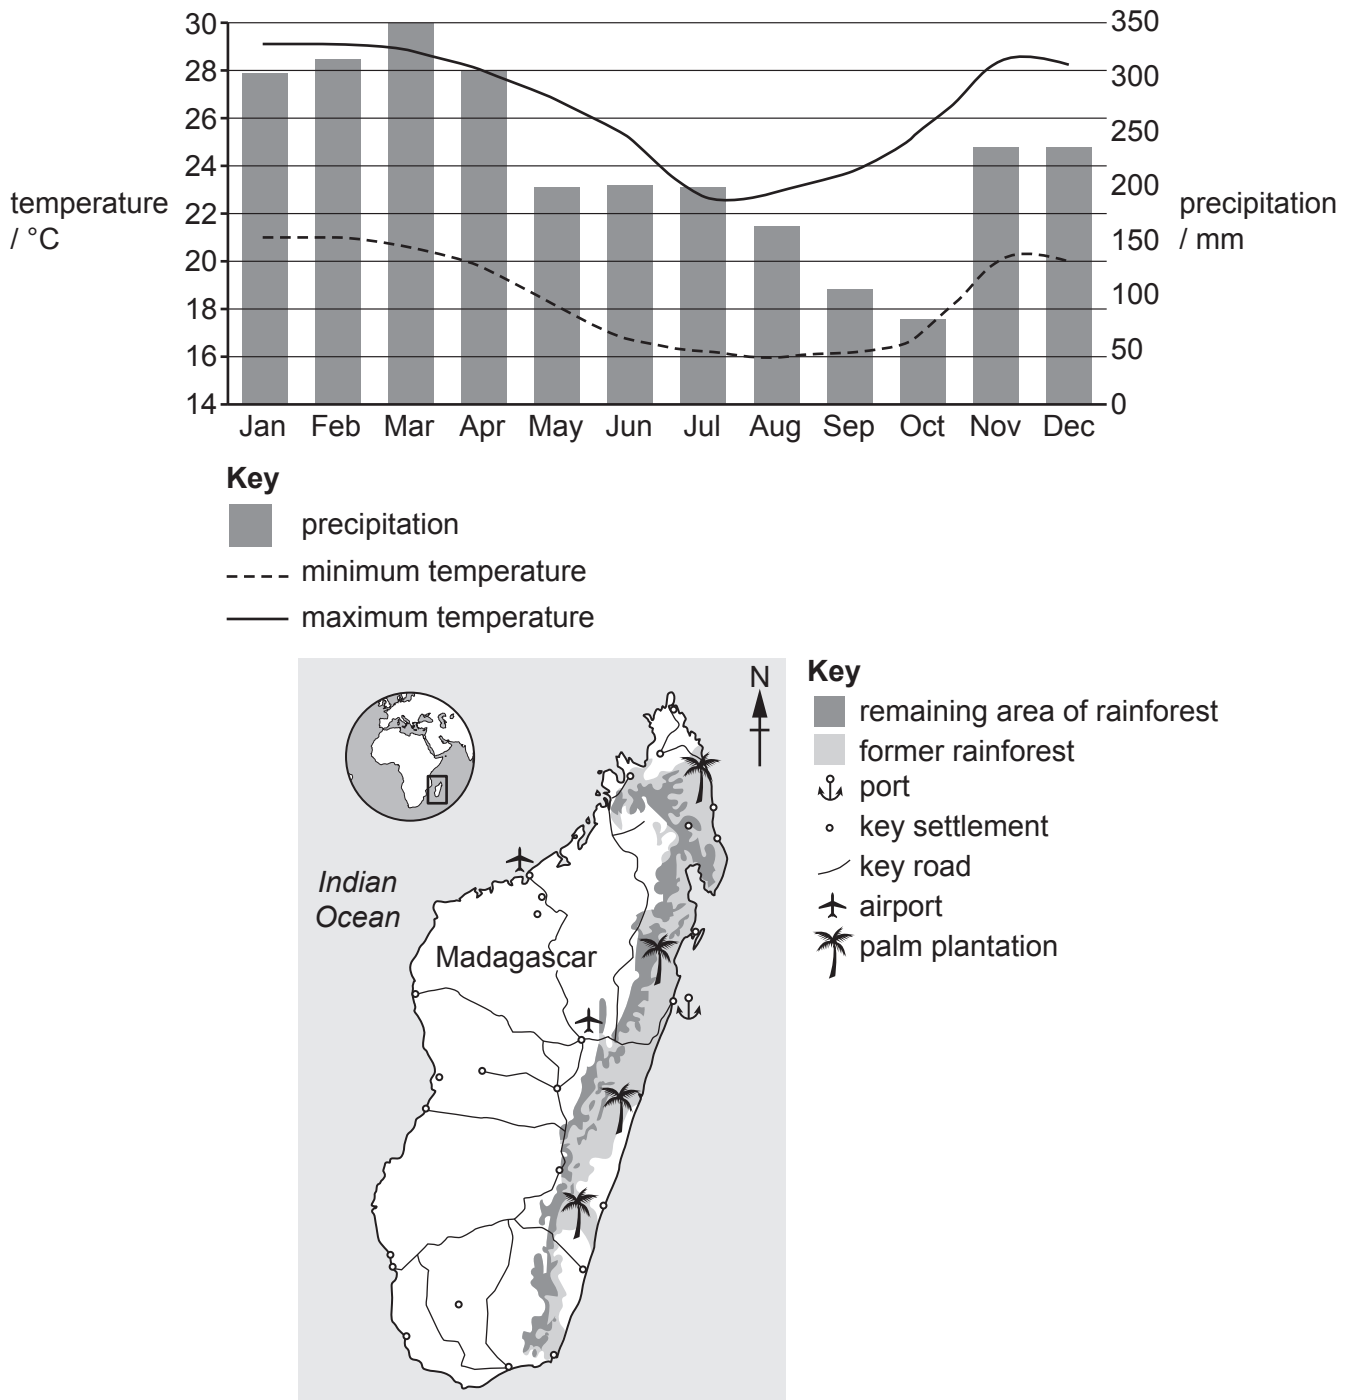 30
28
26
24
22
20
18
16
14
temperature
/ °C
350
300
250
200
150
100
50
0
precipitation
/ mm
Jan Feb Mar Apr May Jun Jul Aug Sep Oct Nov Dec
Key
precipitation
minimum temperature
maximum temperature
N
Indian
Ocean
Madagascar
Key
remaining area of rainforest
former rainforest
port
key settlement
key road
airport
palm plantation